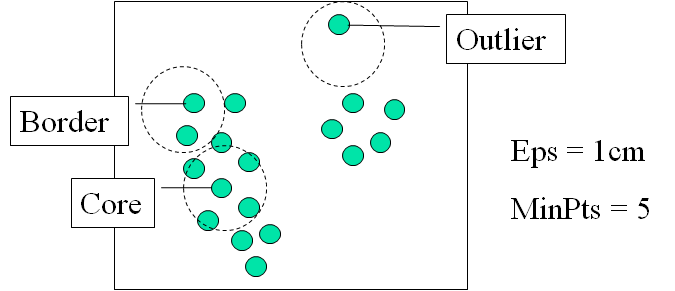 Outlier
Border
Core
Eps = 1cm
MinPts = 5